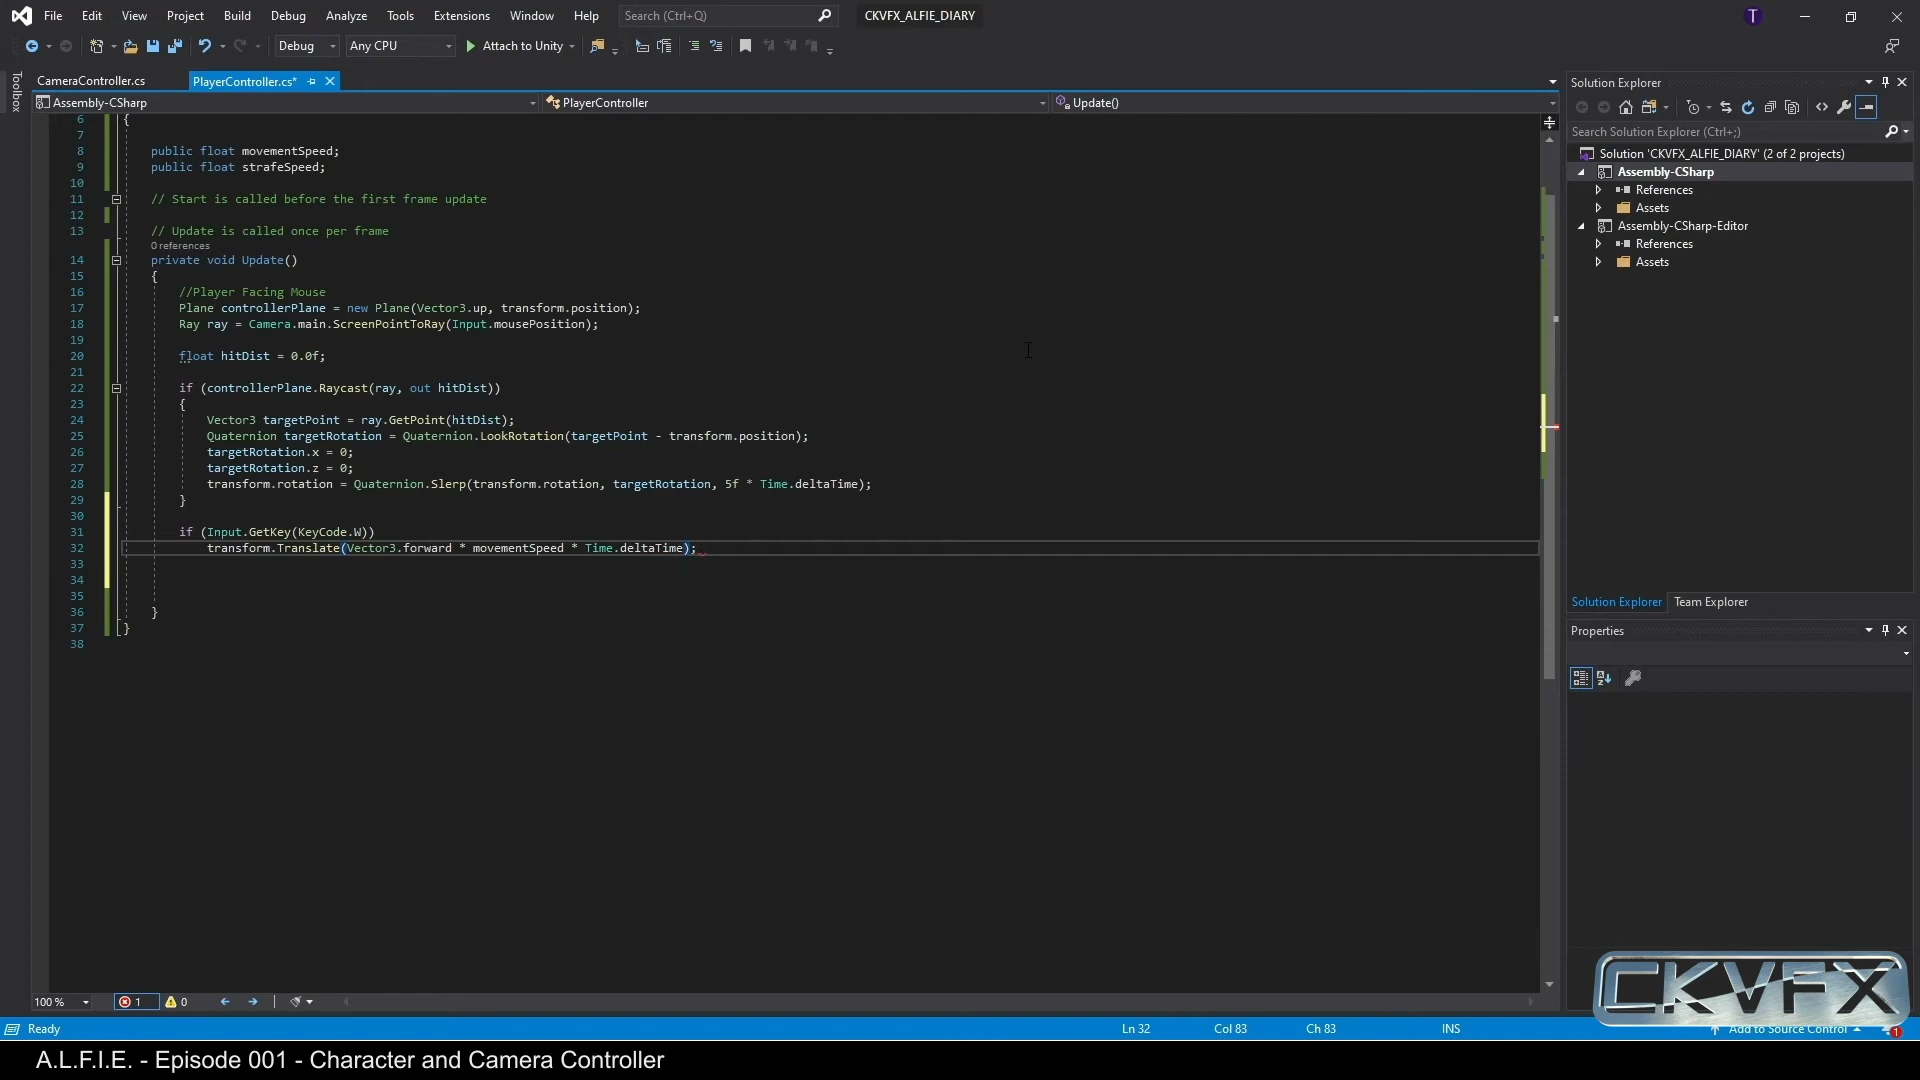 File Edit View Project Build Debug Analyze Tools Extensions Window Help Search (Ctrl+Q) CKVFX_ALFIE_DIARY T
Debug Any CPU Attach to Unity
Toolbox
CameraController.cs PlayerController.cs*
Assembly-CSharp PlayerController Update()
6 {
7
8 public float movementSpeed;
9 public float strafeSpeed;
10
11 // Start is called before the first frame update
12
13 // Update is called once per frame
0 references
14 private void Update()
15 {
16 //Player Facing Mouse
17 Plane controllerPlane = new Plane(Vector3.up, transform.position);
18 Ray ray = Camera.main.ScreenPointToRay(Input.mousePosition);
19
20 float hitDist = 0.0f;
21
22 if (controllerPlane.Raycast(ray, out hitDist))
23 {
24 Vector3 targetPoint = ray.GetPoint(hitDist);
25 Quaternion targetRotation = Quaternion.LookRotation(targetPoint - transform.position);
26 targetRotation.x = 0;
27 targetRotation.z = 0;
28 transform.rotation = Quaternion.Slerp(transform.rotation, targetRotation, 5f * Time.deltaTime);
29 }
30
31 if (Input.GetKey(KeyCode.W))
32 transform.Translate(Vector3.forward * movementSpeed * Time.deltaTime);
33
34
35
36 }
37 }
38
Solution Explorer
Search Solution Explorer (Ctrl+;)
Solution 'CKVFX_ALFIE_DIARY' (2 of 2 projects)
Assembly-CSharp
References
Assets
Assembly-CSharp-Editor
References
Assets
Solution Explorer Team Explorer
Properties
CKVFX
100 % 1 0
Ready Ln 32 Col 83 Ch 83 INS Add to Source Control 1
A.L.F.I.E. - Episode 001 - Character and Camera Controller